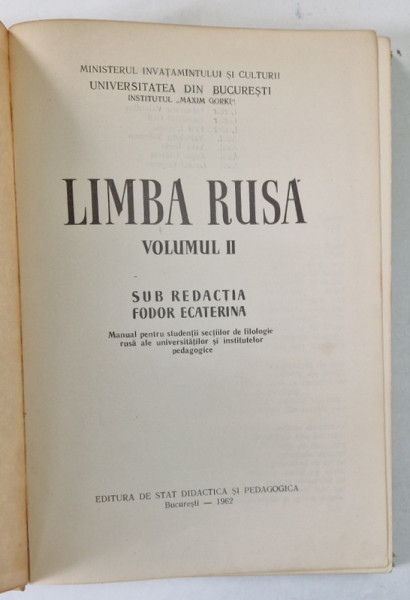 MINISTERUL INVAȚAMINTULUI ȘI CULTURII
UNIVERSITATEA DIN BUCUREȘTI
INSTITUTUL „MAXIM GORKI”
LIMBA RUSA
VOLUMUL II
SUB REDACTIA
FODOR ECATERINA
Manual pentru studenții secțiilor de filologie
rusă ale universităților și institutelor
pedagogice
EDITURA DE STAT DIDACTICA ȘI PEDAGOGICA
București — 1962